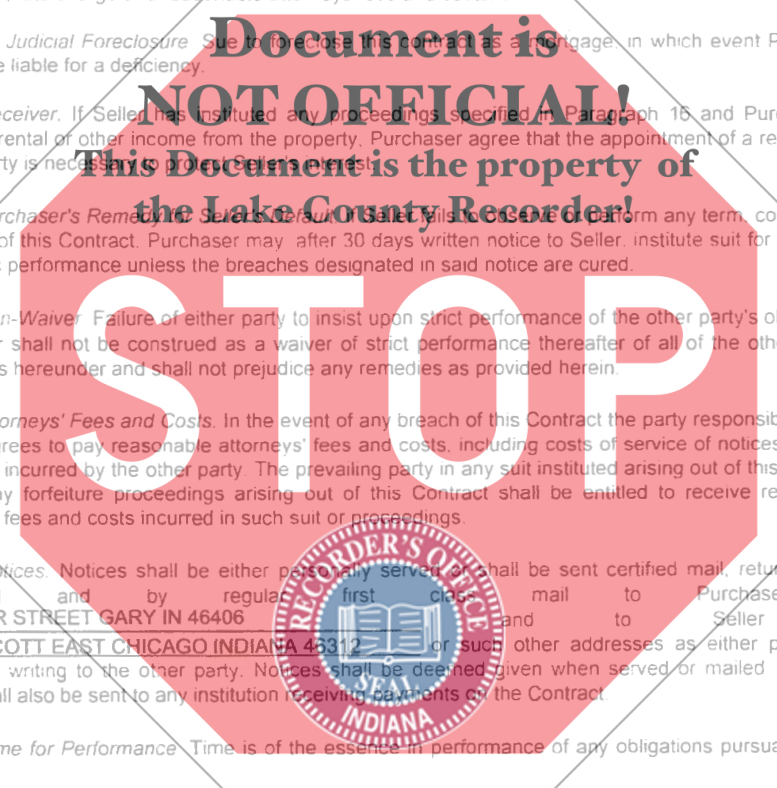 Document is
NOT OFFICIAL!
This Document is the property of
the Lake County Recorder!
STOP
Judicial Foreclosure Sue to foreclose this contract as a mortgage, in which event P
e liable for a deficiency.
ceiver. If Seller has instituted any proceedings specified in Paragraph 16 and Purc
rental or other income from the property, Purchaser agree that the appointment of a re
ty is necessary to protect Seller's interest.
rchaser's Remedy for Seller's Default If Seller fails to observe or perform any term, co
of this Contract. Purchaser may after 30 days written notice to Seller. institute suit for
performance unless the breaches designated in said notice are cured.
n-Waiver Failure of either party to insist upon strict performance of the other party's ol
r shall not be construed as a waiver of strict performance thereafter of all of the othe
s hereunder and shall not prejudice any remedies as provided herein.
orneys' Fees and Costs. In the event of any breach of this Contract the party responsib
rees to pay reasonable attorneys' fees and costs, including costs of service of notices
incurred by the other party. The prevailing party in any suit instituted arising out of this
y forfeiture proceedings arising out of this Contract shall be entitled to receive re
fees and costs incurred in such suit or proceedings.
tices. Notices shall be either personally served or shall be sent certified mail, retur
and by regular first class mail to Purchase
R STREET GARY IN 46406 and to Seller
COTT EAST CHICAGO INDIANA 46312 or such other addresses as either p
writing to the other party. Notices shall be deemed given when served or mailed
ll also be sent to any institution receiving payments on the Contract.
me for Performance Time is of the essence in performance of any obligations pursua
RECORDER'S OFFICE
SEAL
INDIANA